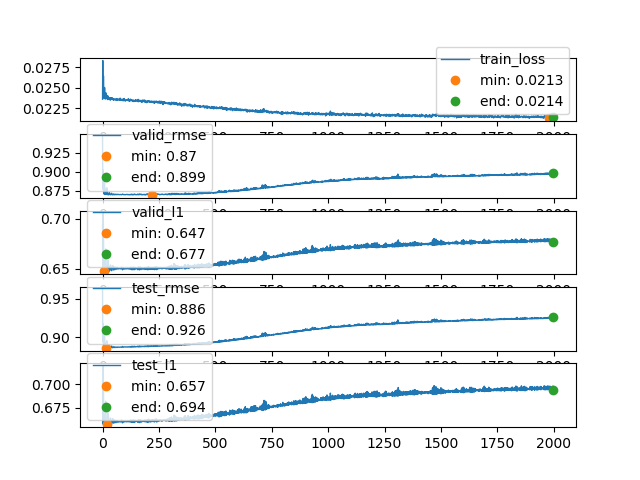 train_loss
min: 0.0213
end: 0.0214
0.0275
0.0250
0.0225
valid_rmse
min: 0.87
end: 0.899
0.925
0.900
0.875
valid_l1
min: 0.647
end: 0.677
0.70
0.65
test_rmse
min: 0.886
end: 0.926
0.95
0.90
test_l1
min: 0.657
end: 0.694
0.700
0.675
0 250 500 750 1000 1250 1500 1750 2000